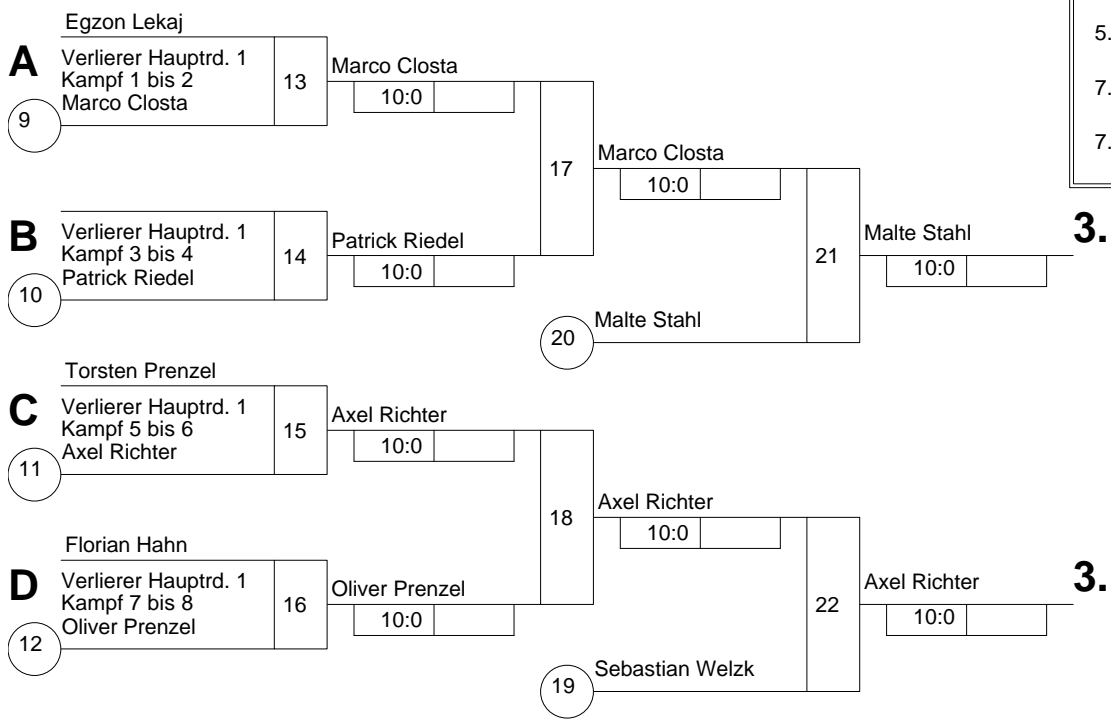 Egzon Lekaj
A
Verlierer Hauptrd. 1
Kampf 1 bis 2
Marco Closta
9
13
Marco Closta
10:0
B
Verlierer Hauptrd. 1
Kampf 3 bis 4
Patrick Riedel
10
14
Patrick Riedel
10:0
17
Marco Closta
10:0
20
Malte Stahl
21
Malte Stahl
10:0
3.
Torsten Prenzel
C
Verlierer Hauptrd. 1
Kampf 5 bis 6
Axel Richter
11
15
Axel Richter
10:0
Florian Hahn
D
Verlierer Hauptrd. 1
Kampf 7 bis 8
Oliver Prenzel
12
16
Oliver Prenzel
10:0
18
Axel Richter
10:0
19
Sebastian Welzk
22
Axel Richter
10:0
3.
5.
7.
7.